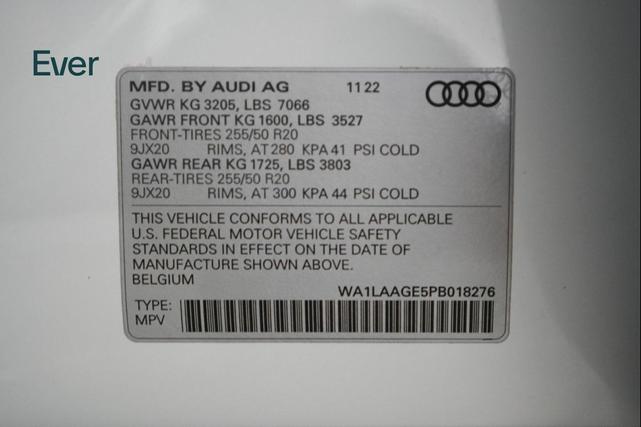 Ever
MFD. BY AUDI AG 11 22
GVWR KG 3205, LBS 7066
GAWR FRONT KG 1600, LBS 3527
FRONT-TIRES 255/50 R20
9JX20 RIMS, AT 280 KPA 41 PSI COLD
GAWR REAR KG 1725, LBS 3803
REAR-TIRES 255/50 R20
9JX20 RIMS, AT 300 KPA 44 PSI COLD
THIS VEHICLE CONFORMS TO ALL APPLICABLE
U.S. FEDERAL MOTOR VEHICLE SAFETY
STANDARDS IN EFFECT ON THE DATE OF
MANUFACTURE SHOWN ABOVE.
BELGIUM
WA1LAAGE5PB018276
TYPE:
MPV